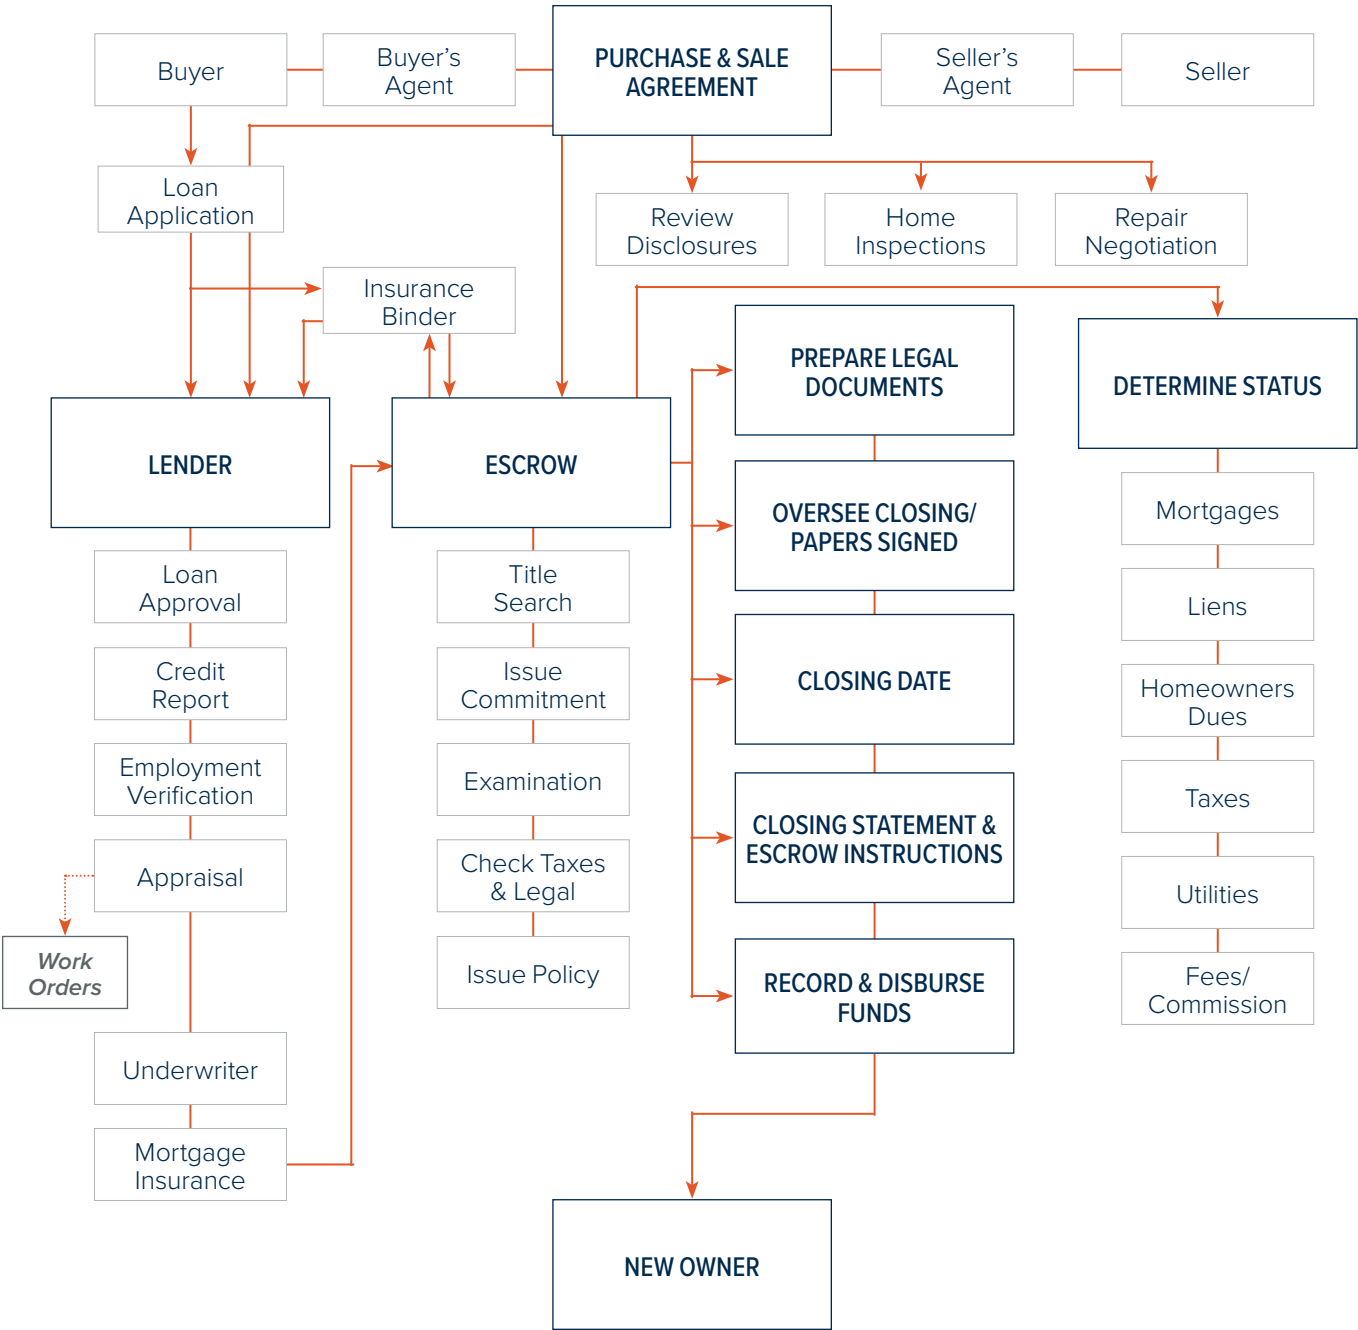 Buyer
Buyer's
Agent
PURCHASE & SALE
AGREEMENT
Seller's
Agent
Seller
Loan
Application
Review
Disclosures
Home
Inspections
Repair
Negotiation
Insurance
Binder
LENDER
ESCROW
PREPARE LEGAL
DOCUMENTS
DETERMINE STATUS
Loan
Approval
Credit
Report
Employment
Verification
Appraisal
Work
Orders
Underwriter
Mortgage
Insurance
Title
Search
Issue
Commitment
Examination
Check Taxes
& Legal
Issue Policy
OVERSEE CLOSING/
PAPERS SIGNED
CLOSING DATE
CLOSING STATEMENT &
ESCROW INSTRUCTIONS
RECORD & DISBURSE
FUNDS
Mortgages
Liens
Homeowners
Dues
Taxes
Utilities
Fees/
Commission
NEW OWNER